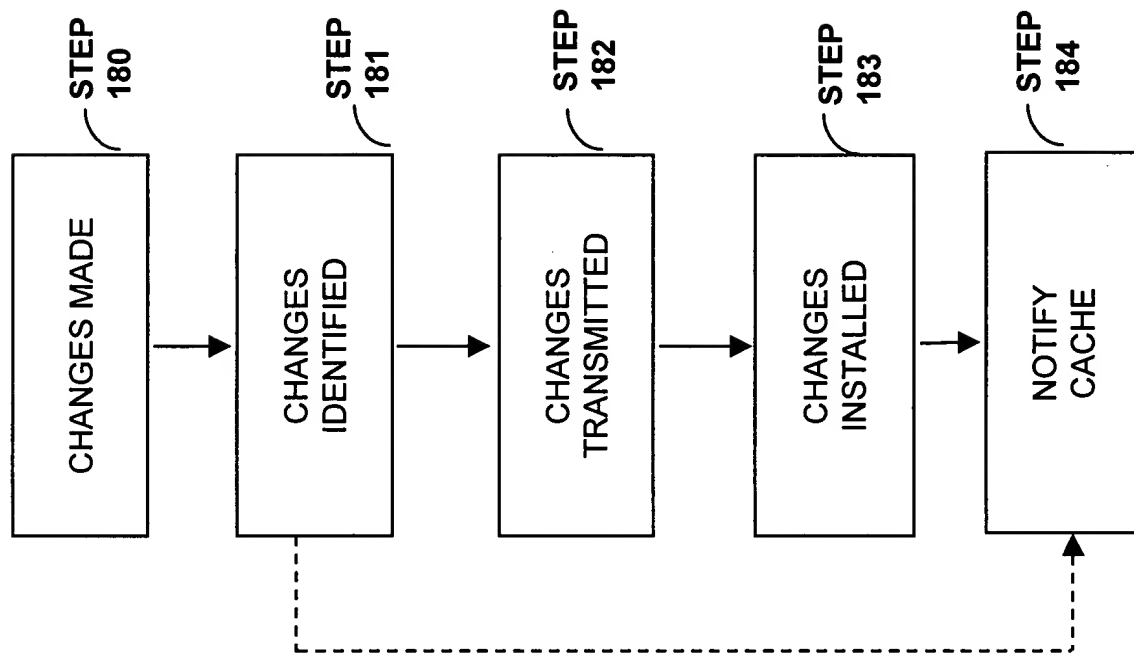 CHANGES MADE
STEP
180
CHANGES
IDENTIFIED
STEP
181
CHANGES
TRANSMITTED
STEP
182
CHANGES
INSTALLED
STEP
183
NOTIFY
CACHE
STEP
184